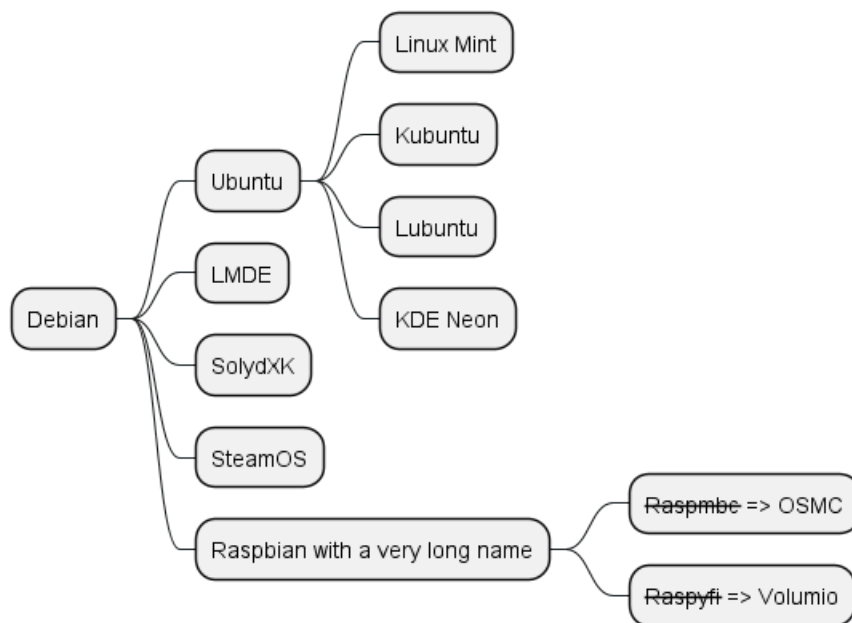 Debian
Ubuntu
Linux Mint
Kubuntu
Lubuntu
KDE Neon
LMDE
SolydXK
SteamOS
Raspbian with a very long name
Raspmbc => OSMC
Raspyfi => Volumio